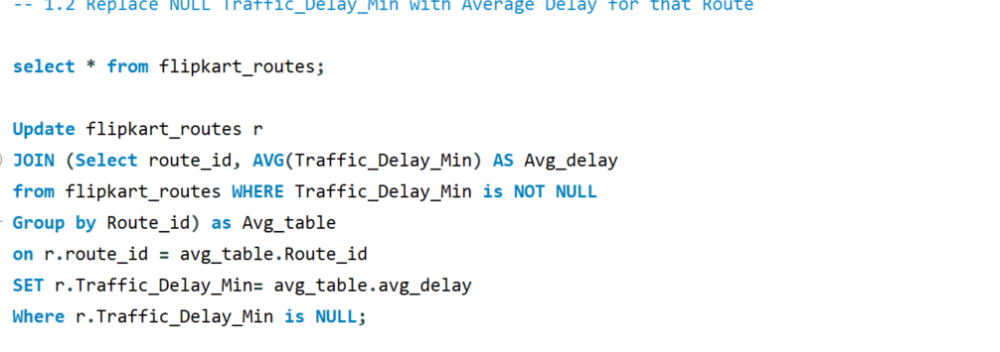 -- 1.2 Replace NULL Traffic_Delay_Min with Average Delay for that Route
select * from flipkart_routes;
Update flipkart_routes r
JOIN (Select route_id, AVG(Traffic_Delay_Min) AS Avg_delay
from flipkart_routes WHERE Traffic_Delay_Min is NOT NULL
Group by Route_id) as Avg_table
on r.route_id = avg_table.Route_id
SET r.Traffic_Delay_Min= avg_table.avg_delay
Where r.Traffic_Delay_Min is NULL;